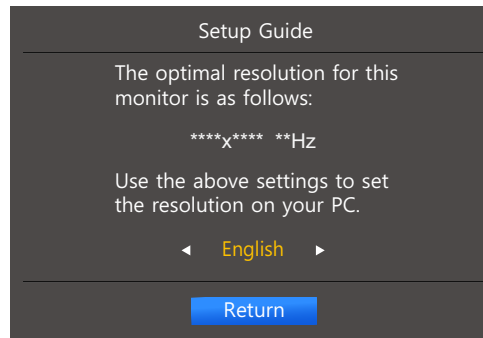 Setup Guide
The optimal resolution for this
monitor is as follows:
****x**** **Hz
Use the above settings to set
the resolution on your PC.
English
Return